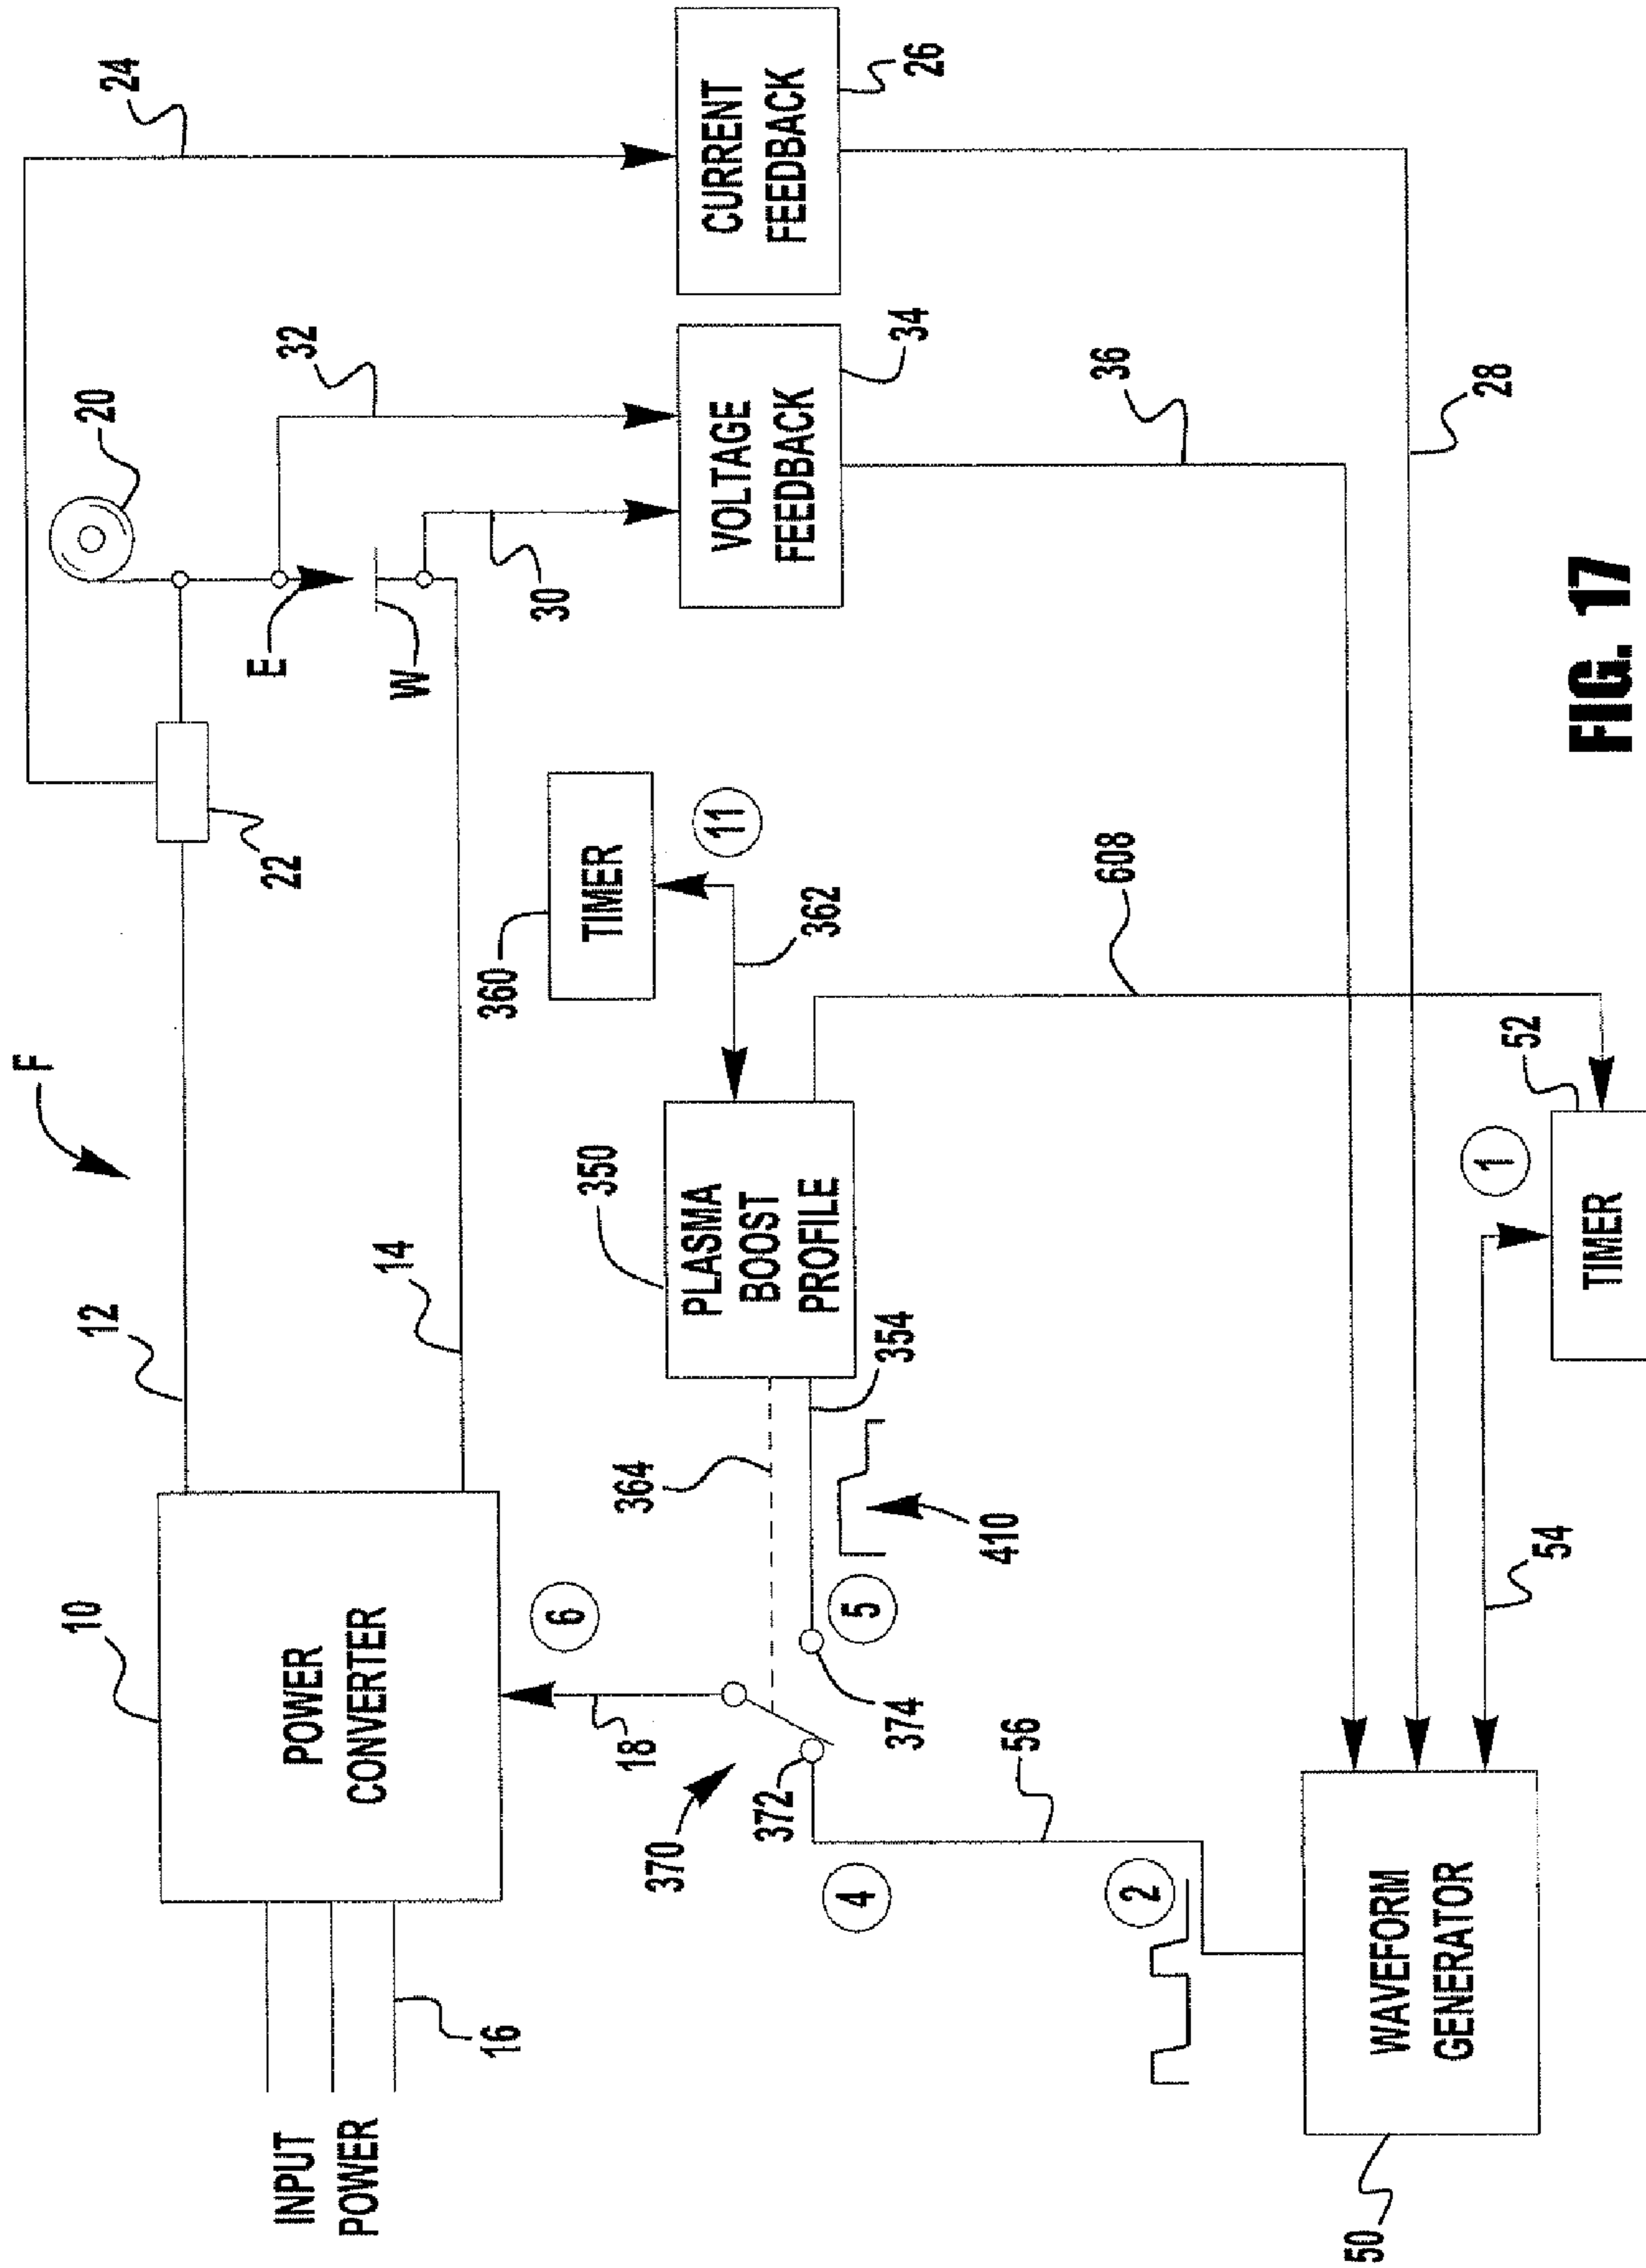 F
10
12
24
20
POWER
CONVERTER
INPUT
POWER
16
22
E
W
32
14
30
18
6
360
TIMER
11
362
CURRENT
FEEDBACK
26
VOLTAGE
FEEDBACK
34
370
372
374
364
350
PLASMA
BOOST
PROFILE
354
5
410
4
56
2
608
36
28
50
WAVEFORM
GENERATOR
54
1
52
TIMER
FIG. 17